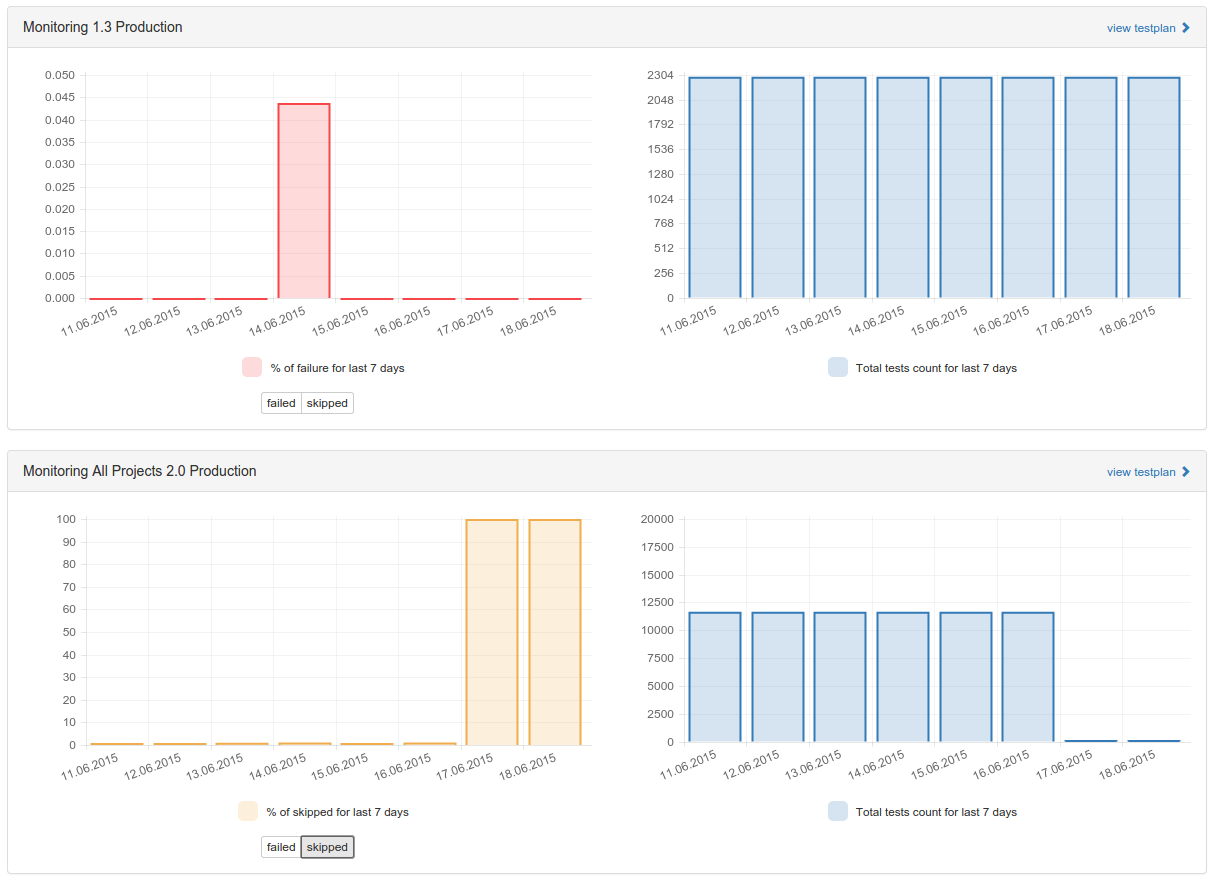 Monitoring 1.3 Production
view testplan
0.050
0.045
0.040
0.035
0.030
0.025
0.020
0.015
0.010
0.005
0.000
11.06.2015 12.06.2015 13.06.2015 14.06.2015 15.06.2015 16.06.2015 17.06.2015 18.06.2015
% of failure for last 7 days
failed skipped
2304
2048
1792
1536
1280
1024
768
512
256
0
11.06.2015 12.06.2015 13.06.2015 14.06.2015 15.06.2015 16.06.2015 17.06.2015 18.06.2015
Total tests count for last 7 days
Monitoring All Projects 2.0 Production
view testplan
100
90
80
70
60
50
40
30
20
10
0
11.06.2015 12.06.2015 13.06.2015 14.06.2015 15.06.2015 16.06.2015 17.06.2015 18.06.2015
% of skipped for last 7 days
failed skipped
20000
17500
15000
12500
10000
7500
5000
2500
0
11.06.2015 12.06.2015 13.06.2015 14.06.2015 15.06.2015 16.06.2015 17.06.2015 18.06.2015
Total tests count for last 7 days